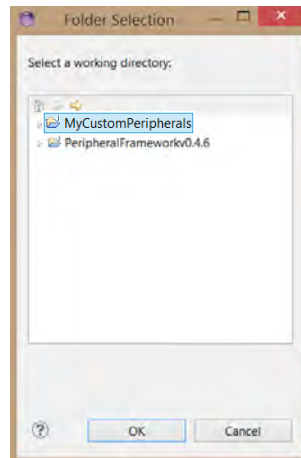 Folder Selection
Select a working directory:
MyCustomPeripherals
PeripheralFrameworkv0.4.6
?
OK
Cancel